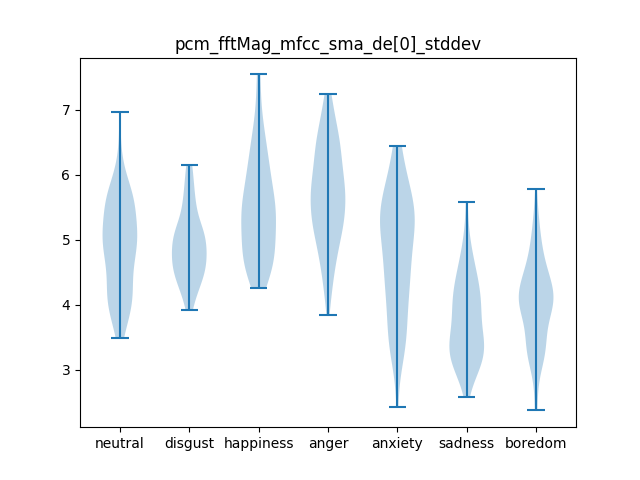 pcm_fftMag_mfcc_sma_de[0]_stddev
7
6
5
4
3
neutral disgust happiness anger anxiety sadness boredom